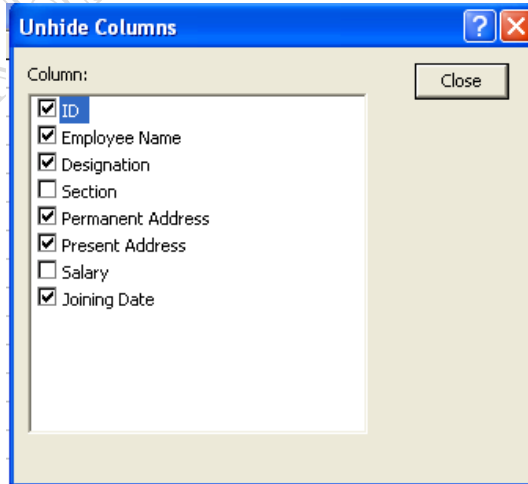 Unhide Columns
Column:
Close
ID
Employee Name
Designation
Section
Permanent Address
Present Address
Salary
Joining Date